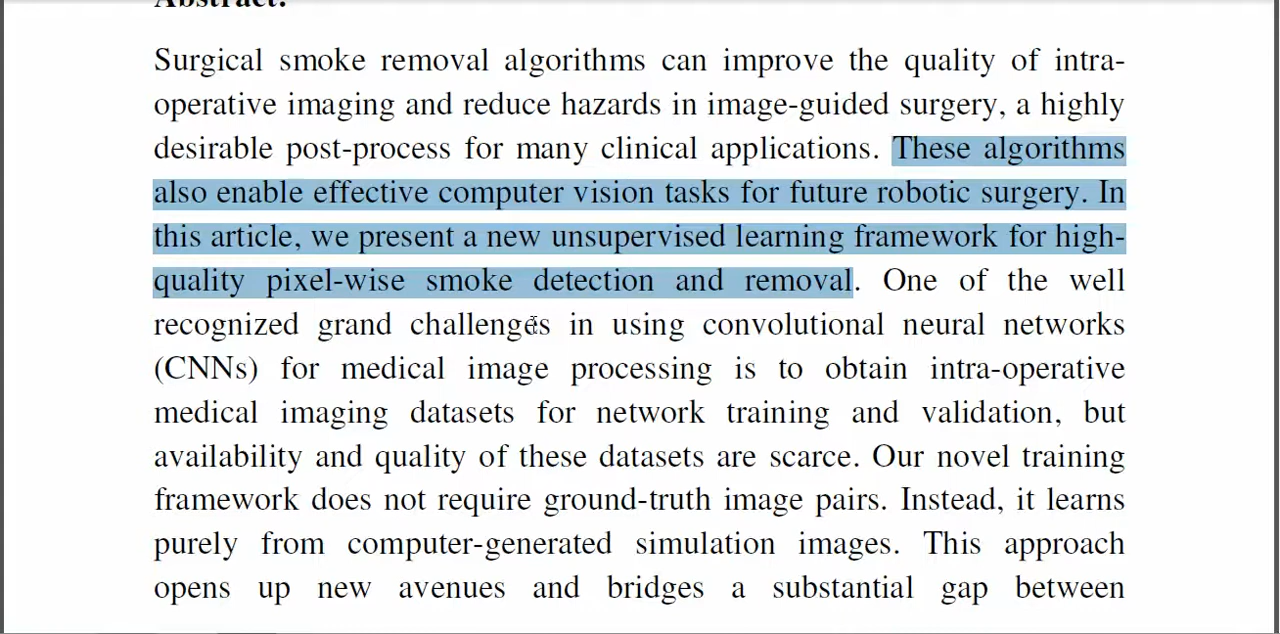 Abstract:
Surgical smoke removal algorithms can improve the quality of intra-
operative imaging and reduce hazards in image-guided surgery, a highly
desirable post-process for many clinical applications. These algorithms
also enable effective computer vision tasks for future robotic surgery. In
this article, we present a new unsupervised learning framework for high-
quality pixel-wise smoke detection and removal. One of the well
recognized grand challenges in using convolutional neural networks
(CNNs) for medical image processing is to obtain intra-operative
medical imaging datasets for network training and validation, but
availability and quality of these datasets are scarce. Our novel training
framework does not require ground-truth image pairs. Instead, it learns
purely from computer-generated simulation images. This approach
opens up new avenues and bridges a substantial gap between